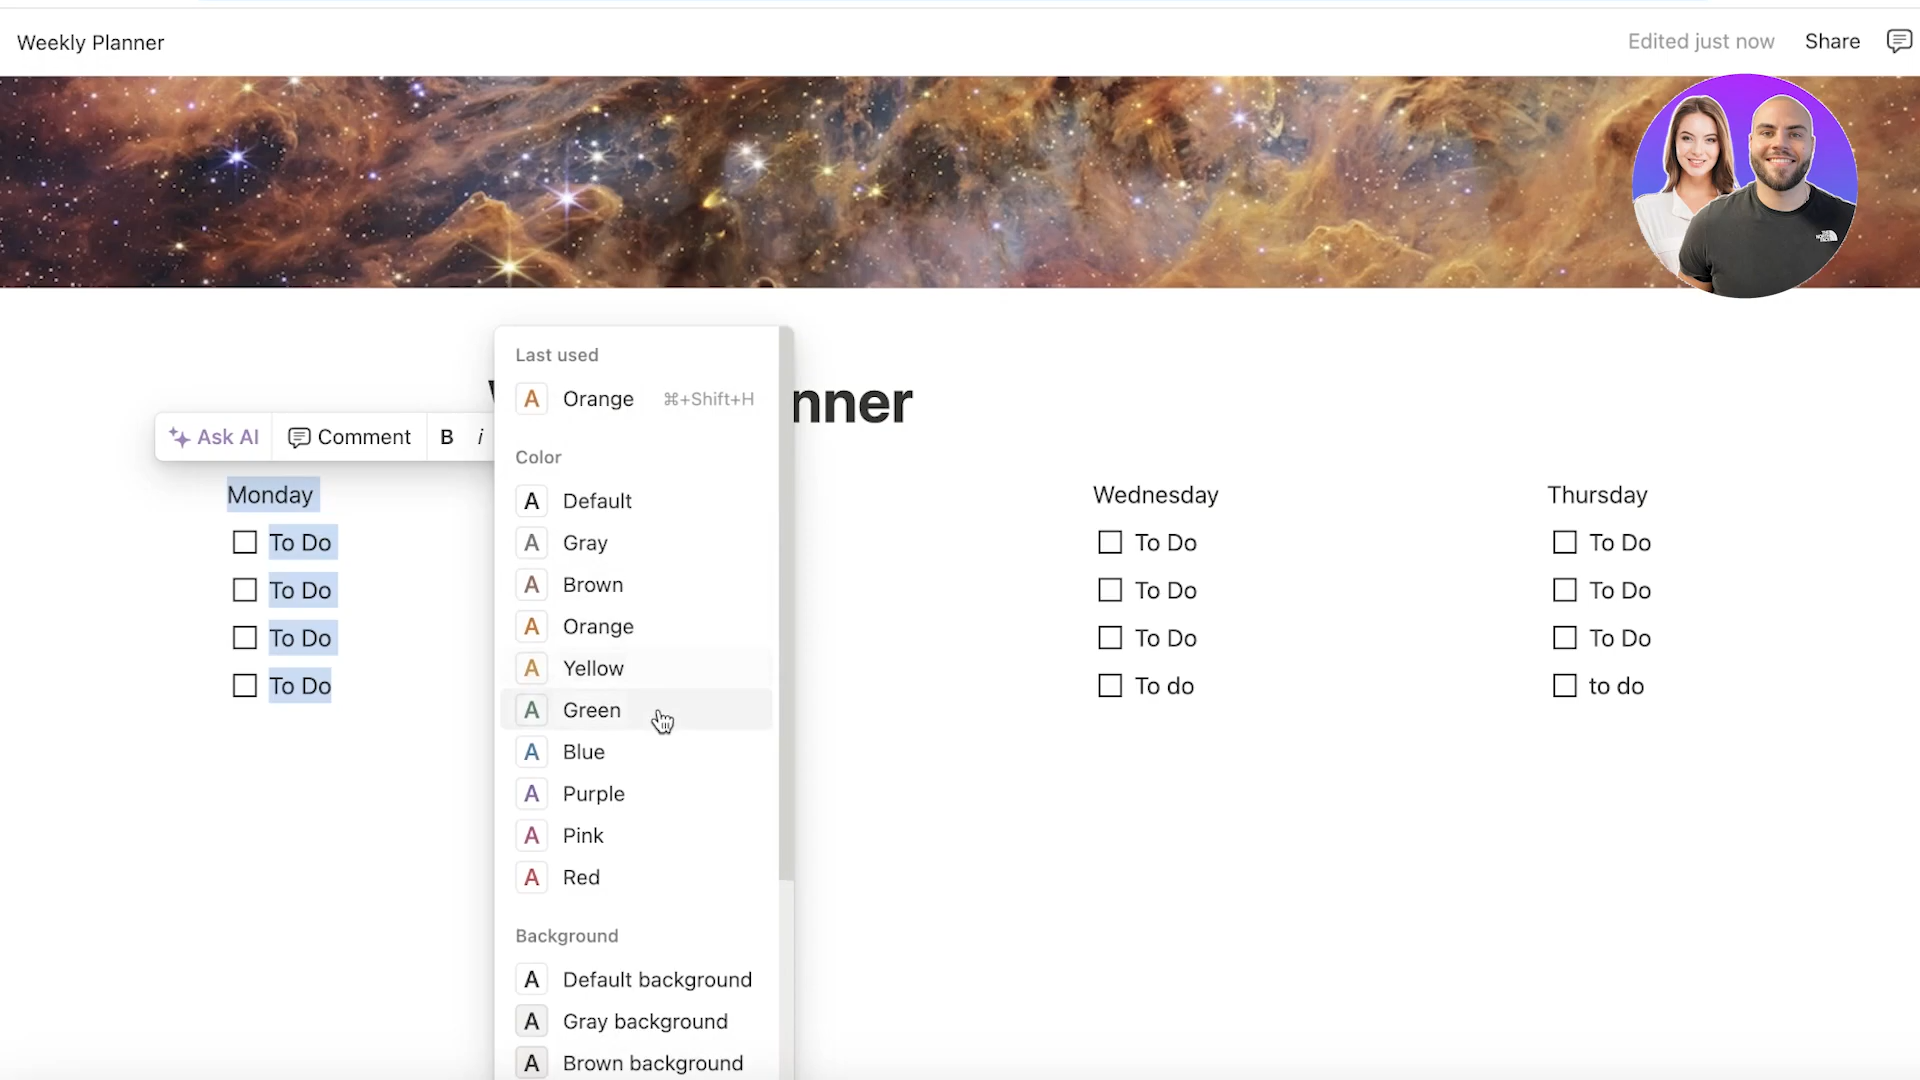 Weekly Planner
Edited just now
Share
nner
Ask AI
Comment
B
i
Last used
A Orange ⌘+Shift+H
Color
A Default
A Gray
A Brown
A Orange
A Yellow
A Green
A Blue
A Purple
A Pink
A Red
Background
A Default background
A Gray background
A Brown background
Monday
To Do
To Do
To Do
To Do
Wednesday
To Do
To Do
To Do
To do
Thursday
To Do
To Do
To Do
to do